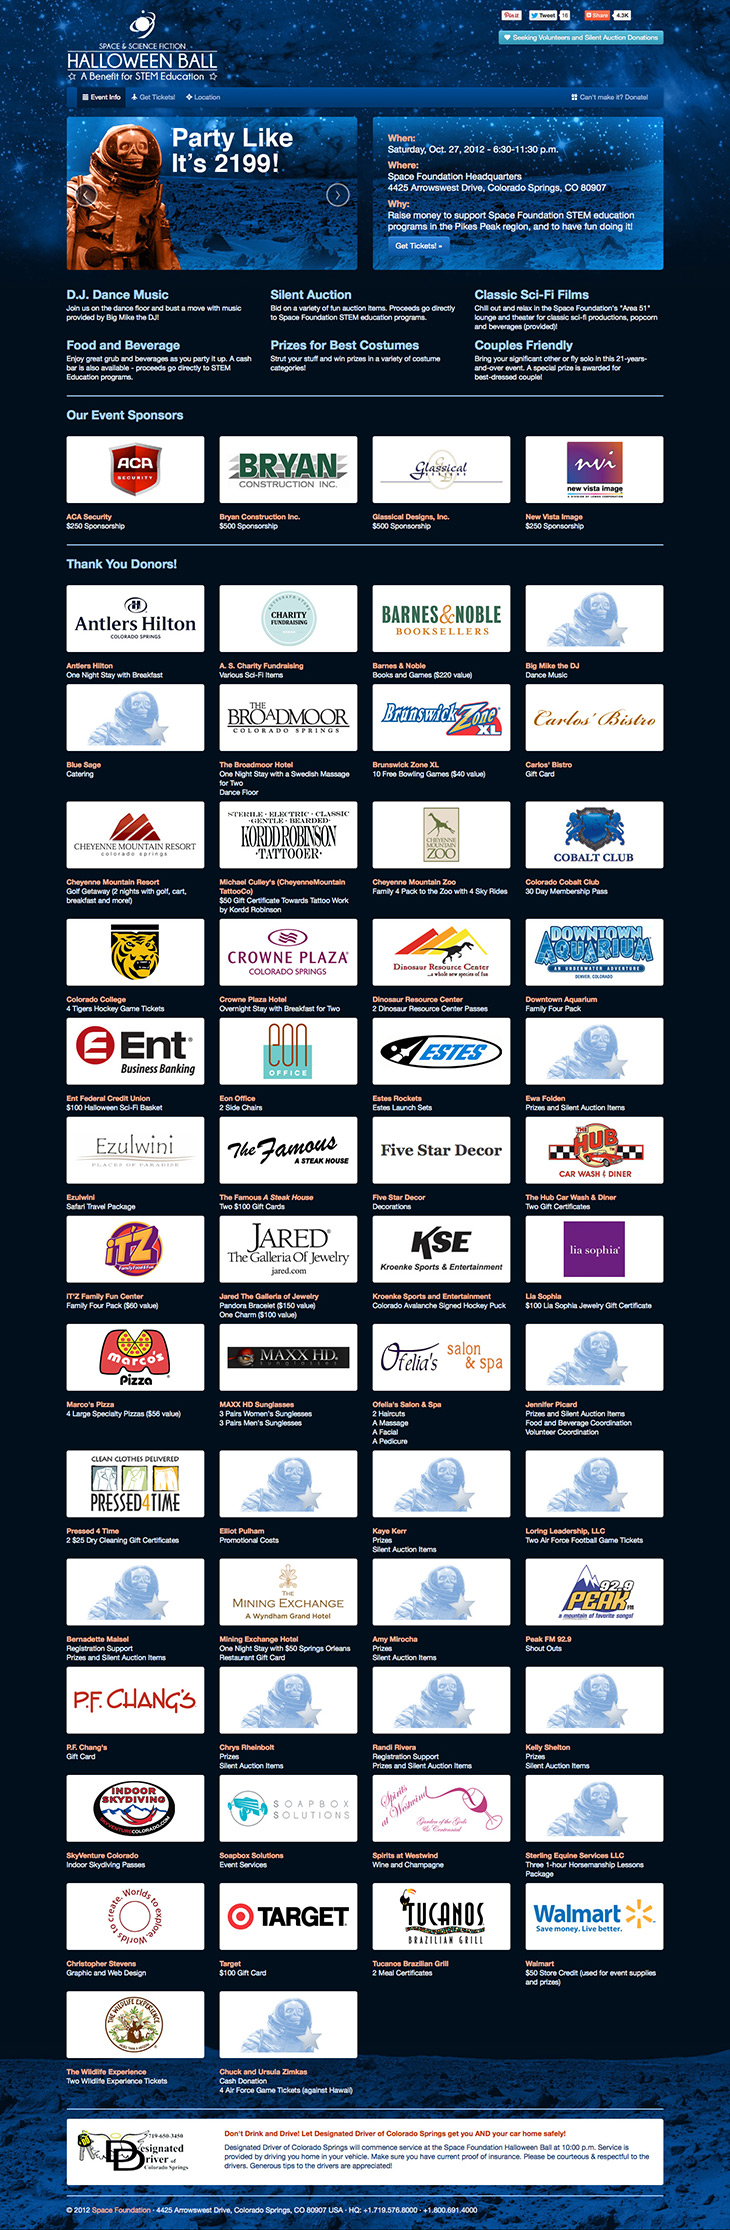 Pin it
Tweet
16
Share
4.3K
Seeking Volunteers and Silent Auction Donations
SPACE & SCIENCE FICTION
HALLOWEEN BALL
A Benefit for STEM Education
Event Info
Get Tickets!
Location
Can't make it? Donate!
Party Like
It's 2199!
When:
Saturday, Oct. 27, 2012 - 6:30-11:30 p.m.
Where:
Space Foundation Headquarters
4425 Arrowswest Drive, Colorado Springs, CO 80907
Why:
Raise money to support Space Foundation STEM education
programs in the Pikes Peak region, and to have fun doing it!
Get Tickets! »
D.J. Dance Music
Join us on the dance floor and bust a move with music
provided by Big Mike the DJ!
Silent Auction
Bid on a variety of fun auction items. Proceeds go directly
to Space Foundation STEM education programs.
Classic Sci-Fi Films
Chill out and relax in the Space Foundation's "Area 51"
lounge and theater for classic sci-fi productions, popcorn
and beverages (provided)!
Food and Beverage
Enjoy great grub and beverages as you party it up. A cash
bar is also available - proceeds go directly to STEM
Education programs.
Prizes for Best Costumes
Strut your stuff and win prizes in a variety of costume
categories!
Couples Friendly
Bring your significant other or fly solo in this 21-years-
and-over event. A special prize is awarded for
best-dressed couple!
Our Event Sponsors
ACA
SECURITY
BRYAN
CONSTRUCTION INC.
Glassical
DESIGNS
nvi
new vista image
ACA Security
$250 Sponsorship
Bryan Construction Inc.
$500 Sponsorship
Glassical Designs, Inc.
$500 Sponsorship
New Vista Image
$250 Sponsorship
Thank You Donors!
Antlers Hilton
COLORADO SPRINGS
CHARITY
FUNDRAISING
BARNES&NOBLE
BOOKSELLERS
Antlers Hilton
One Night Stay with Breakfast
A. S. Charity Fundraising
Various Sci-Fi Items
Barnes & Noble
Books and Games ($220 value)
Big Mike the DJ
Dance Music
THE
BROADMOOR
COLORADO SPRINGS
Brunswick Zone
XL
Carlos' Bistro
Blue Sage
Catering
The Broadmoor Hotel
One Night Stay with a Swedish Massage
for Two
Dance Floor
Brunswick Zone XL
10 Free Bowling Games ($40 value)
Carlos' Bistro
Gift Card
CHEYENNE MOUNTAIN RESORT
colorado springs
STERILE - ELECTRIC - CLASSIC
- GENTLE - BEARDED -
KORDD ROBINSON
- TATTOOER -
CHEYENNE
MOUNTAIN
ZOO
COBALT CLUB
Cheyenne Mountain Resort
Golf Getaway (2 nights with golf, cart,
breakfast and more!)
Michael Culley's (CheyenneMountain
TattooCo)
$50 Gift Certificate Towards Tattoo Work
by Kordd Robinson
Cheyenne Mountain Zoo
Family 4 Pack to the Zoo with 4 Sky Rides
Colorado Cobalt Club
30 Day Membership Pass
CROWNE PLAZA
COLORADO SPRINGS
Dinosaur Resource Center
...a whole new species of fun
DOWNTOWN
AQUARIUM
AN UNDERWATER ADVENTURE
DENVER, COLORADO
Colorado College
4 Tigers Hockey Game Tickets
Crowne Plaza Hotel
Overnight Stay with Breakfast for Two
Dinosaur Resource Center
2 Dinosaur Resource Center Passes
Downtown Aquarium
Family Four Pack
Ent
Business Banking
eon
OFFICE
ESTES
Ent Federal Credit Union
$100 Halloween Sci-Fi Basket
Eon Office
2 Side Chairs
Estes Rockets
Estes Launch Sets
Ewa Folden
Prizes and Silent Auction Items
Ezulwini
PLACES OF PARADISE
The Famous
A STEAK HOUSE
Five Star Decor
THE
HUB
CAR WASH & DINER
Ezulwini
Safari Travel Package
The Famous A Steak House
Two $100 Gift Cards
Five Star Decor
Decorations
The Hub Car Wash & Diner
Two Gift Certificates
iT'Z
Family Food & Fun
JARED
The Galleria Of Jewelry
jared.com
KSE
Kroenke Sports & Entertainment
lia sophia
iT'Z Family Fun Center
Family Four Pack ($60 value)
Jared The Galleria of Jewelry
Pandora Bracelet ($150 value)
One Charm ($100 value)
Kroenke Sports and Entertainment
Colorado Avalanche Signed Hockey Puck
Lia Sophia
$100 Lia Sophia Jewelry Gift Certificate
marco's
Pizza
MAXX HD.
sunglasses
Ofelia's
salon
& spa
Marco's Pizza
4 Large Specialty Pizzas ($56 value)
MAXX HD Sunglasses
3 Pairs Women's Sunglasses
3 Pairs Men's Sunglasses
Ofelia's Salon & Spa
2 Haircuts
A Massage
A Facial
A Pedicure
Jennifer Picard
Prizes and Silent Auction Items
Food and Beverage Coordination
Volunteer Coordination
CLEAN CLOTHES DELIVERED
PRESSED4TIME
Pressed 4 Time
2 $25 Dry Cleaning Gift Certificates
Elliot Pulham
Promotional Costs
Kaye Kerr
Prizes
Silent Auction Items
Loring Leadership, LLC
Two Air Force Football Game Tickets
THE
MINING EXCHANGE
A Wyndham Grand Hotel
92.9
PEAK
FM
a mountain of favorite songs!
Bernadette Maisel
Registration Support
Prizes and Silent Auction Items
Mining Exchange Hotel
One Night Stay with $50 Springs Orleans
Restaurant Gift Card
Amy Mirocha
Prizes
Silent Auction Items
Peak FM 92.9
Shout Outs
P.F. CHANG'S
P.F. Chang's
Gift Card
Chrys Rheinbolt
Prizes
Silent Auction Items
Randi Rivera
Registration Support
Prizes and Silent Auction Items
Kelly Shelton
Prizes
Silent Auction Items
INDOOR
SKYDIVING
SKYVENTURECOLORADO.COM
SOAPBOX
SOLUTIONS
Spirits
at Westwind
Garden of the Gods
& Centennial
SkyVenture Colorado
Indoor Skydiving Passes
Soapbox Solutions
Event Services
Spirits at Westwind
Wine and Champagne
Sterling Equine Services LLC
Three 1-hour Horsemanship Lessons
Package
Worlds to explore. Worlds to create.
TARGET
TUCANOS
BRAZILIAN GRILL
Walmart
Save money. Live better.
Christopher Stevens
Graphic and Web Design
Target
$100 Gift Card
Tucanos Brazilian Grill
2 Meal Certificates
Walmart
$50 Store Credit (used for event supplies
and prizes)
THE WILDLIFE EXPERIENCE
The Wildlife Experience
Two Wildlife Experience Tickets
Chuck and Ursula Zimkas
Cash Donation
4 Air Force Game Tickets (against Hawaii)
719-650-3450
Designated
Driver of
Colorado Springs
Don't Drink and Drive! Let Designated Driver of Colorado Springs get you AND your car home safely!
Designated Driver of Colorado Springs will commence service at the Space Foundation Halloween Ball at 10:00 p.m. Service is
provided by driving you home in your vehicle. Make sure you have current proof of insurance. Please be courteous & respectful to the
drivers. Generous tips to the drivers are appreciated!
© 2012 Space Foundation · 4425 Arrowswest Drive, Colorado Springs, CO 80907 USA · HQ: +1.719.576.8000 · +1.800.691.4000